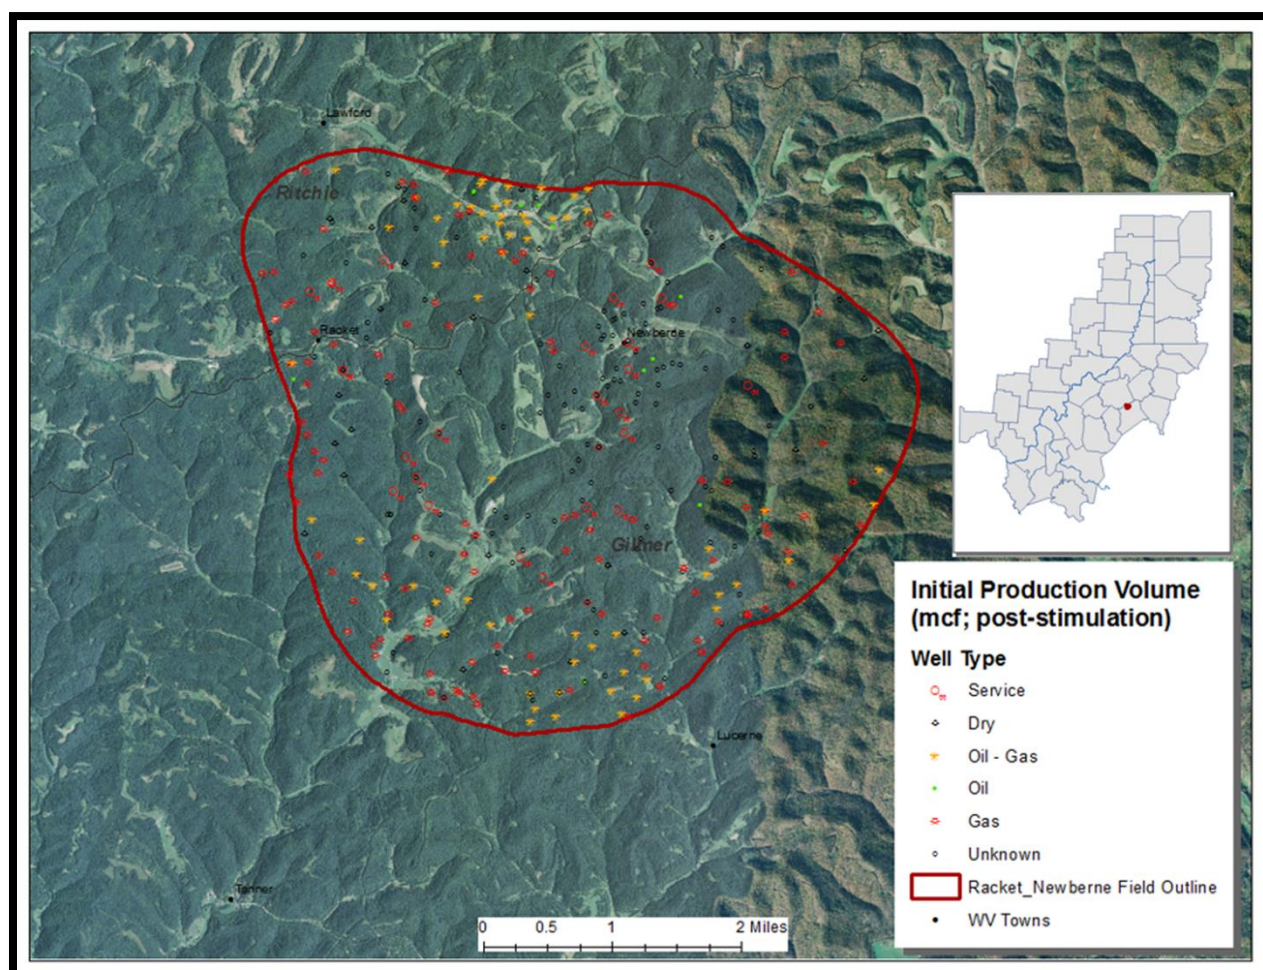 Lawford
Ritchie
Racket
Newberne
Gilmer
Lucerne
Tanner
0 0.5 1 2 Miles
Initial Production Volume
(mcf; post-stimulation)
Well Type
Service
Dry
Oil - Gas
Oil
Gas
Unknown
Racket_Newberne Field Outline
WV Towns